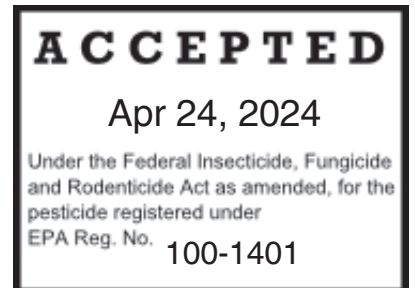 ACCEPTED
Apr 24, 2024
Under the Federal Insecticide, Fungicide
and Rodenticide Act as amended, for the
pesticide registered under
EPA Reg. No. 100-1401